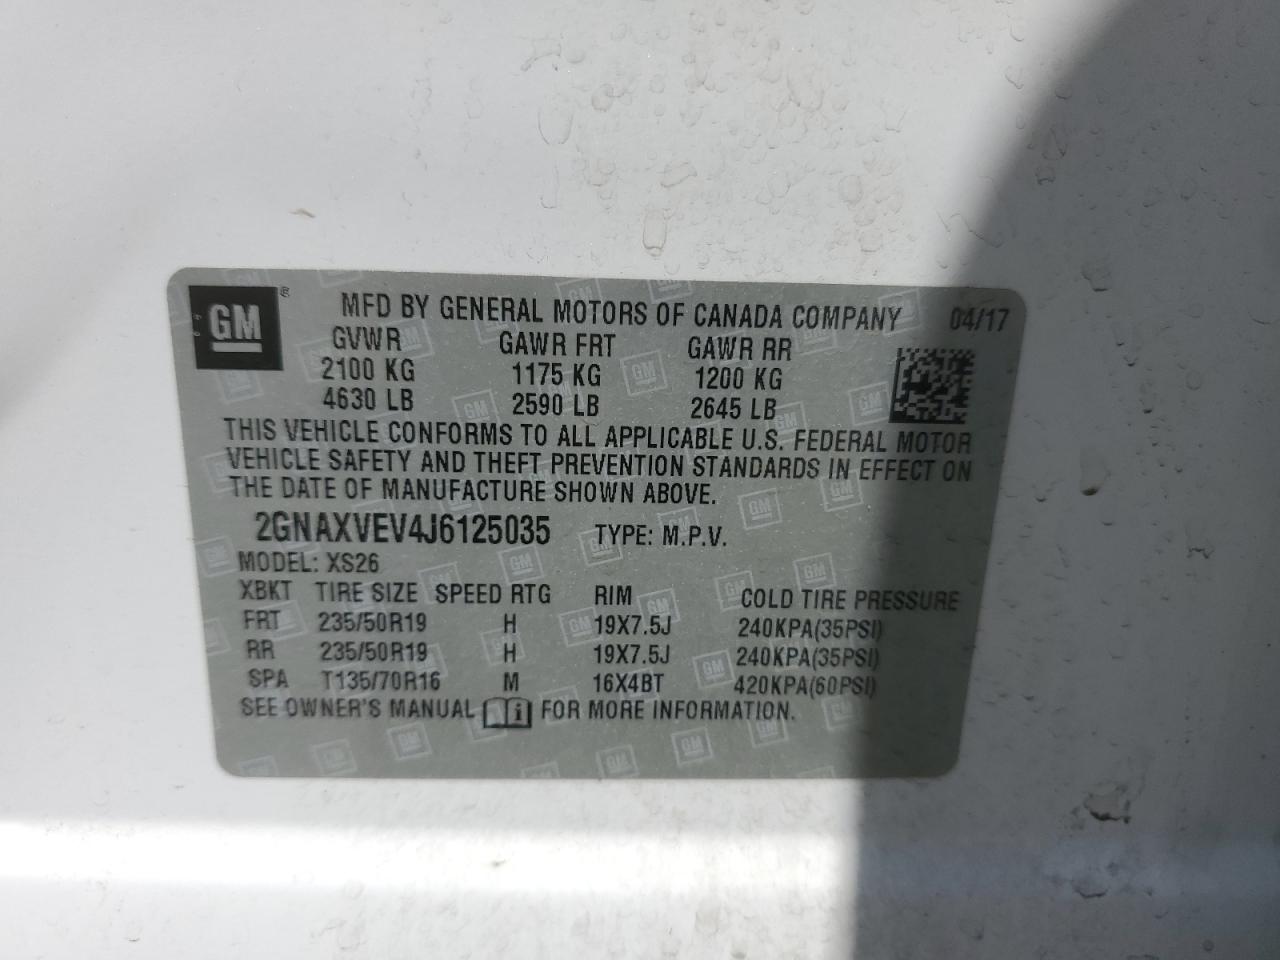 GM ® MFD BY GENERAL MOTORS OF CANADA COMPANY 04/17
GVWR GAWR FRT GAWR RR
2100 KG 1175 KG 1200 KG
4630 LB 2590 LB 2645 LB
THIS VEHICLE CONFORMS TO ALL APPLICABLE U.S. FEDERAL MOTOR
VEHICLE SAFETY AND THEFT PREVENTION STANDARDS IN EFFECT ON
THE DATE OF MANUFACTURE SHOWN ABOVE.
2GNAXVEV4J6125035 TYPE: M.P.V.
MODEL: XS26
XBKT TIRE SIZE SPEED RTG RIM COLD TIRE PRESSURE
FRT 235/50R19 H 19X7.5J 240KPA(35PSI)
RR 235/50R19 H 19X7.5J 240KPA(35PSI)
SPA T135/70R16 M 16X4BT 420KPA(60PSI)
SEE OWNER'S MANUAL i FOR MORE INFORMATION.